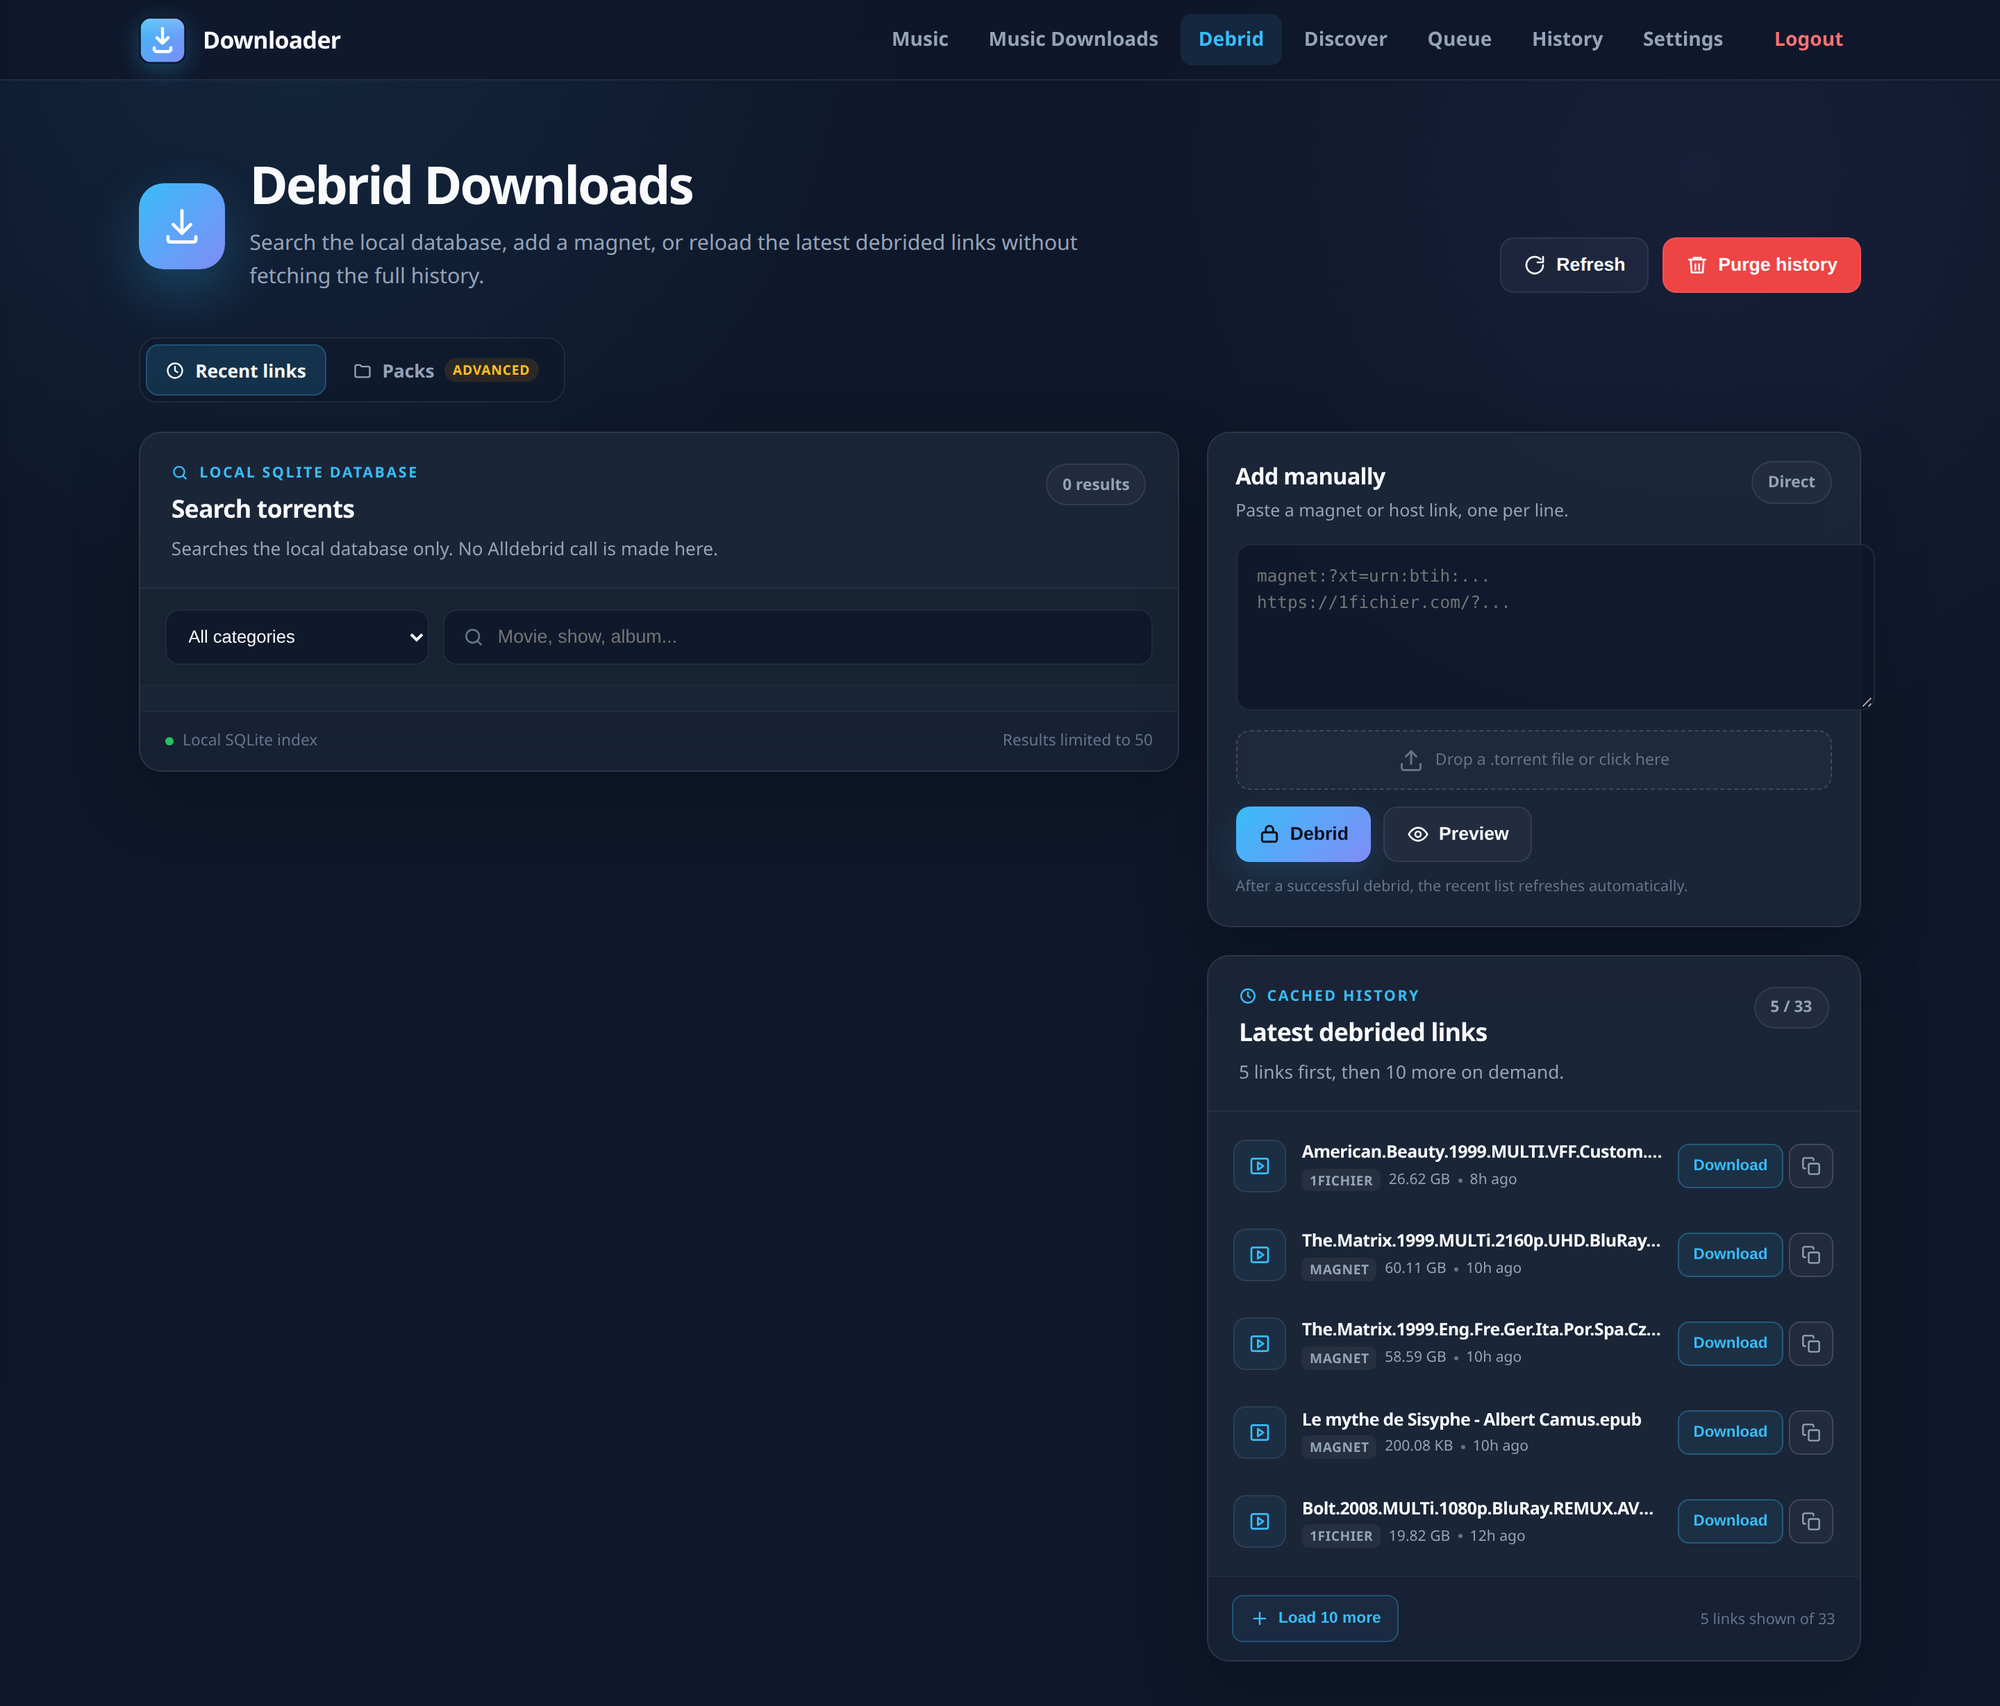 Downloader
Music
Music Downloads
Debrid
Discover
Queue
History
Settings
Logout
Debrid Downloads
Search the local database, add a magnet, or reload the latest debrided links without
fetching the full history.
Refresh
Purge history
Recent links
Packs
ADVANCED
LOCAL SQLITE DATABASE
0 results
Search torrents
Searches the local database only. No Alldebrid call is made here.
All categories
Movie, show, album...
Local SQLite index
Results limited to 50
Add manually
Direct
Paste a magnet or host link, one per line.
magnet:?xt=urn:btih:...
https://1fichier.com/?...
Drop a .torrent file or click here
Debrid
Preview
After a successful debrid, the recent list refreshes automatically.
CACHED HISTORY
5 / 33
Latest debrided links
5 links first, then 10 more on demand.
American.Beauty.1999.MULTI.VFF.Custom....
1FICHIER 26.62 GB • 8h ago
Download
The.Matrix.1999.MULTi.2160p.UHD.BluRay...
MAGNET 60.11 GB • 10h ago
Download
The.Matrix.1999.Eng.Fre.Ger.Ita.Por.Spa.Cz...
MAGNET 58.59 GB • 10h ago
Download
Le mythe de Sisyphe - Albert Camus.epub
MAGNET 200.08 KB • 10h ago
Download
Bolt.2008.MULTi.1080p.BluRay.REMUX.AV...
1FICHIER 19.82 GB • 12h ago
Download
Load 10 more
5 links shown of 33